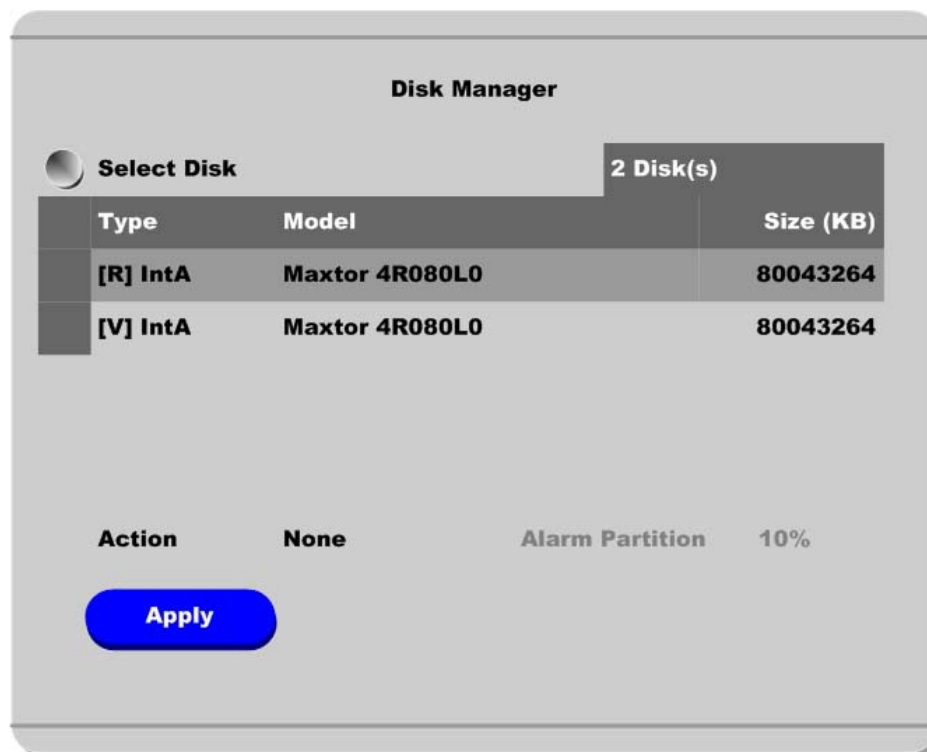 Disk Manager
Select Disk 2 Disk(s)
Type Model Size (KB)
[R] IntA Maxtor 4R080L0 80043264
[V] IntA Maxtor 4R080L0 80043264
Action None Alarm Partition 10%
Apply